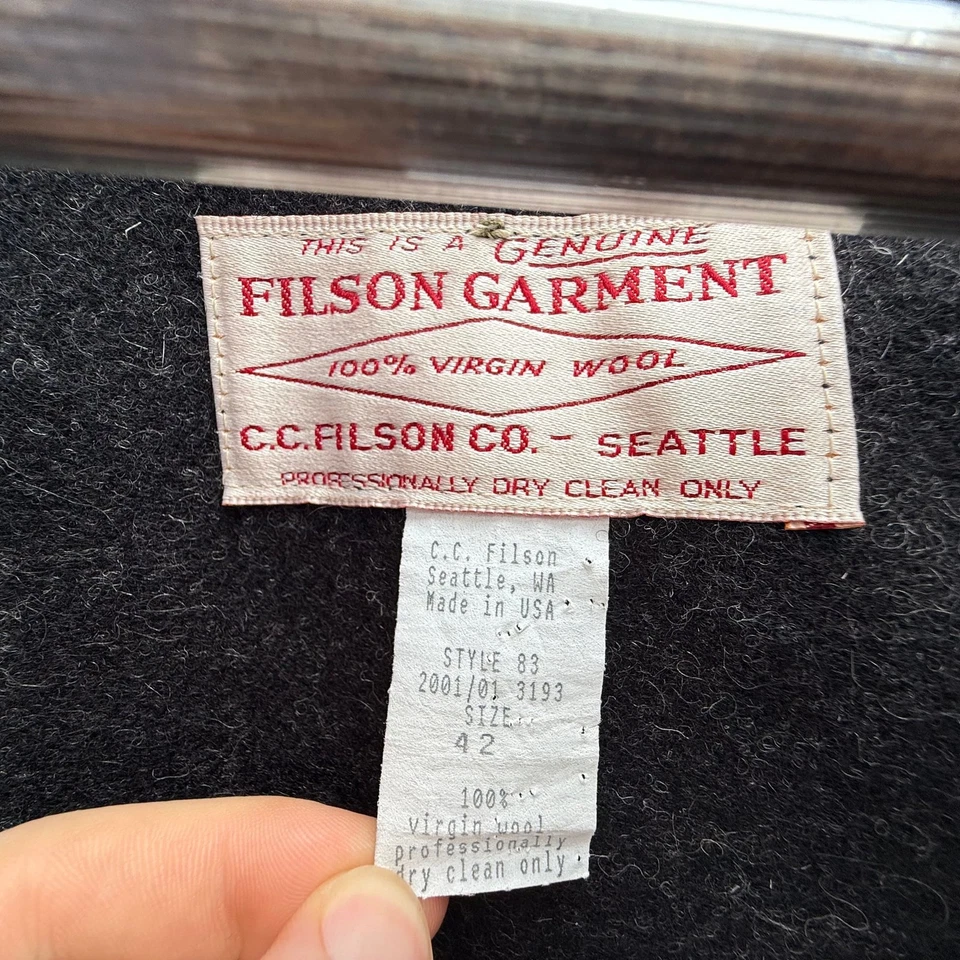 THIS IS A GENUINE
FILSON GARMENT
100% VIRGIN WOOL
C.C. FILSON CO. - SEATTLE
PROFESSIONALLY DRY CLEAN ONLY
C.C. Filson
Seattle, WA
Made in USA
STYLE 83
2001/01 3193
SIZE
42
100%
virgin wool
professionally
dry clean only